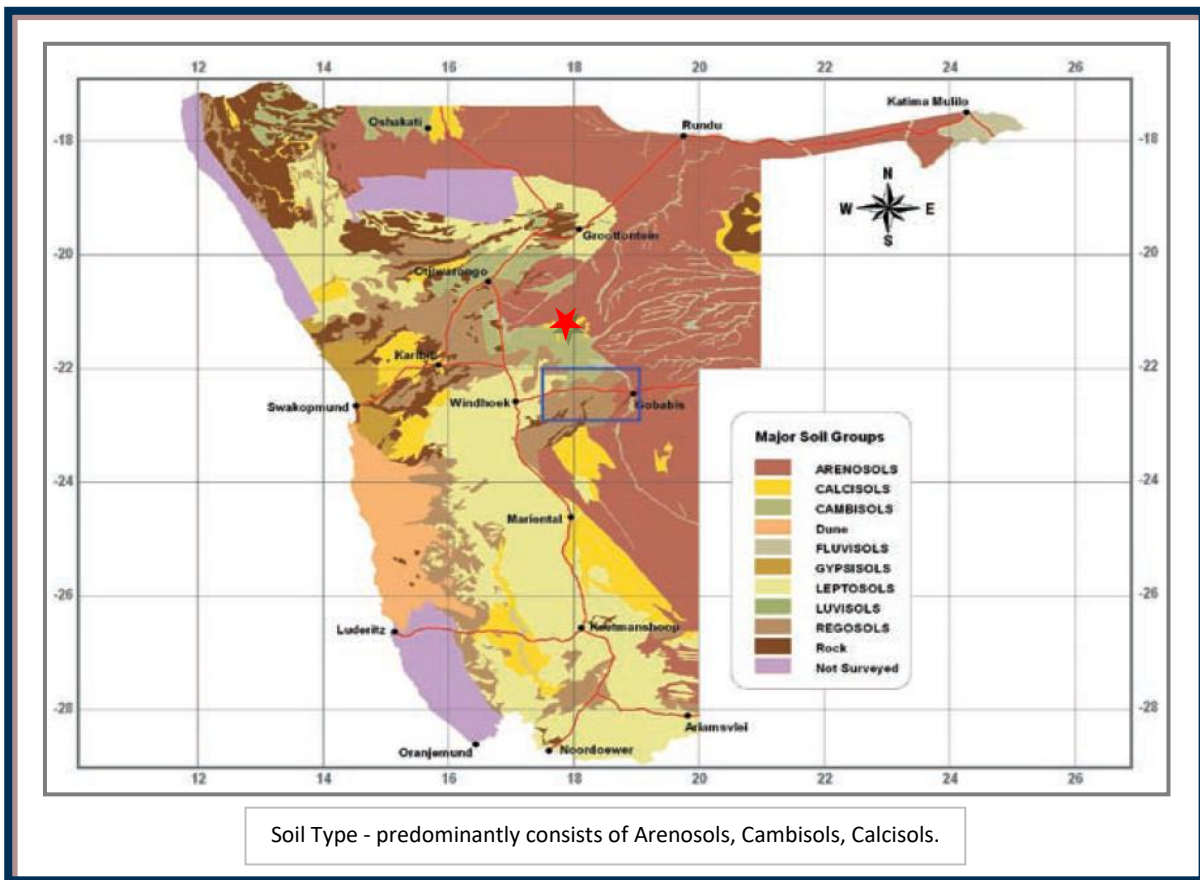 12 14 16 18 20 22 24 26
Katima Mulilo
Oshakati
Rundu
-18 -18
N
W E
S
Grootfontein
-20 -20
Otjiwarongo
Karibib
-22 -22
Swakopmund
Windhoek
Gobabis
Major Soil Groups
ARENOSOLS
CALCISOLS
CAMBISOLS
Dune
FLUVISOLS
GYPSISOLS
LEPTOSOLS
LUVISOLS
REGOSOLS
Rock
Not Surveyed
-24 -24
Mariental
-26 -26
Luderitz
Keetmanshoop
-28 -28
Ariamsvlei
Oranjemund
Noordoewer
12 14 16 18 20 22 24 26
Soil Type - predominantly consists of Arenosols, Cambisols, Calcisols.